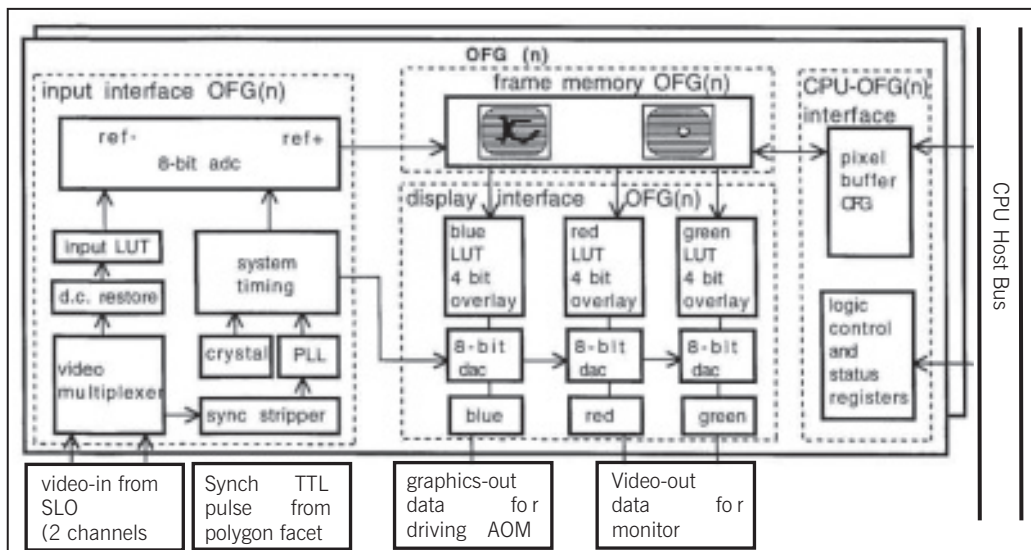 OFG (n)
input interface OFG(n)
ref-
ref+
8-bit adc
input LUT
d.c. restore
video
multiplexer
system
timing
crystal
PLL
sync stripper
frame memory OFG(n)
display interface OFG(n)
blue
LUT
4 bit
overlay
red
LUT
4 bit
overlay
green
LUT
4 bit
overlay
8-bit
dac
8-bit
dac
8-bit
dac
blue
red
green
CPU-OFG(n)
interface
pixel
buffer
OFG
logic
control
and
status
registers
CPU Host Bus
video-in from
SLO
(2 channels
Synch TTL
pulse from
polygon facet
graphics-out
data for
driving AOM
Video-out
data for
monitor